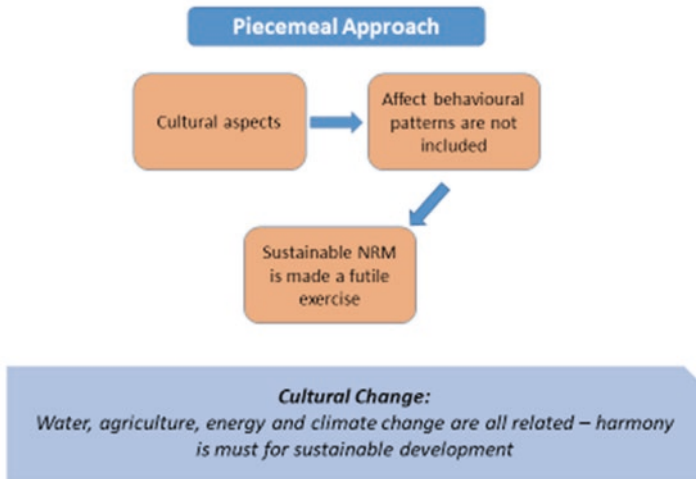 Piecemeal Approach
Cultural aspects
Affect behavioural
patterns are not
included
Sustainable NRM
is made a futile
exercise
Cultural Change:
Water, agriculture, energy and climate change are all related – harmony
is must for sustainable development